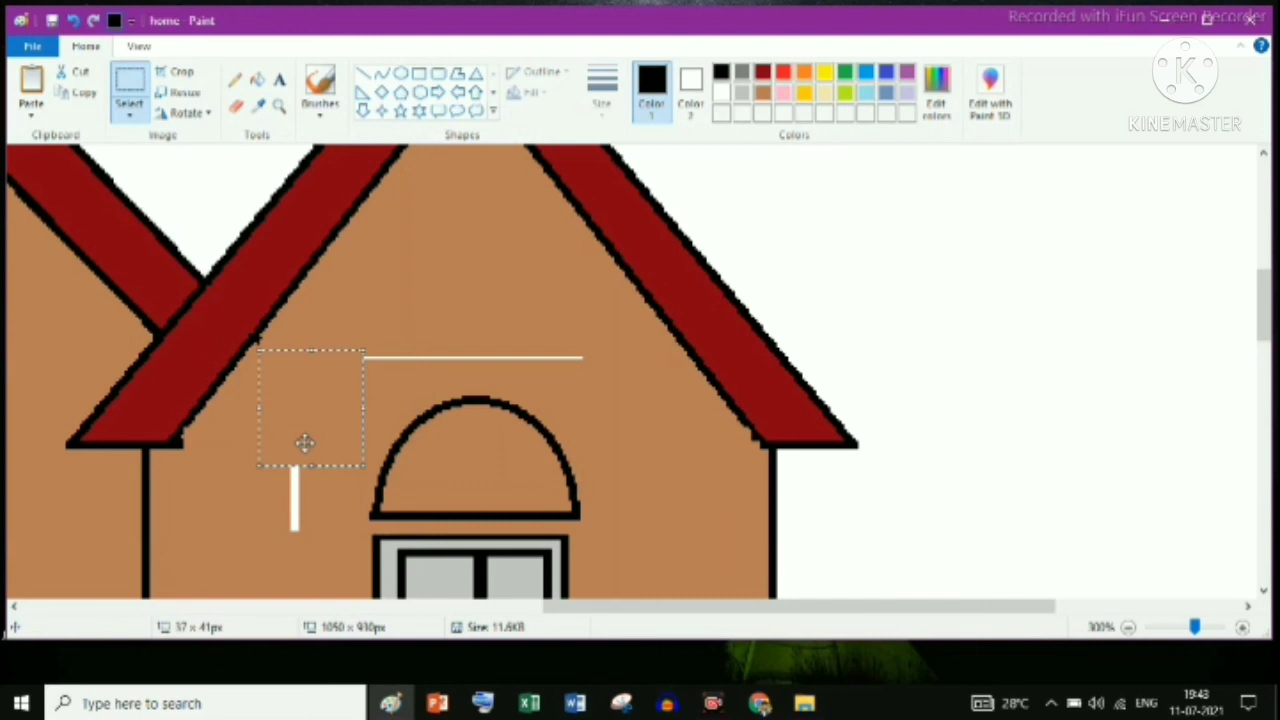 Recorded with iFun Screen Recorder
home - Paint
File
Home
View
Paste
Cut
Copy
Clipboard
Select
Crop
Resize
Rotate
Image
A
Tools
Brushes
Outline
Fill
Shapes
Size
Color 1
Color 2
Edit colors
Colors
Edit with Paint 3D
K
KINEMASTER
37 × 41px
1050 × 930px
Size: 11.6KB
300%
Type here to search
28°C
ENG
19:43
11-07-2021